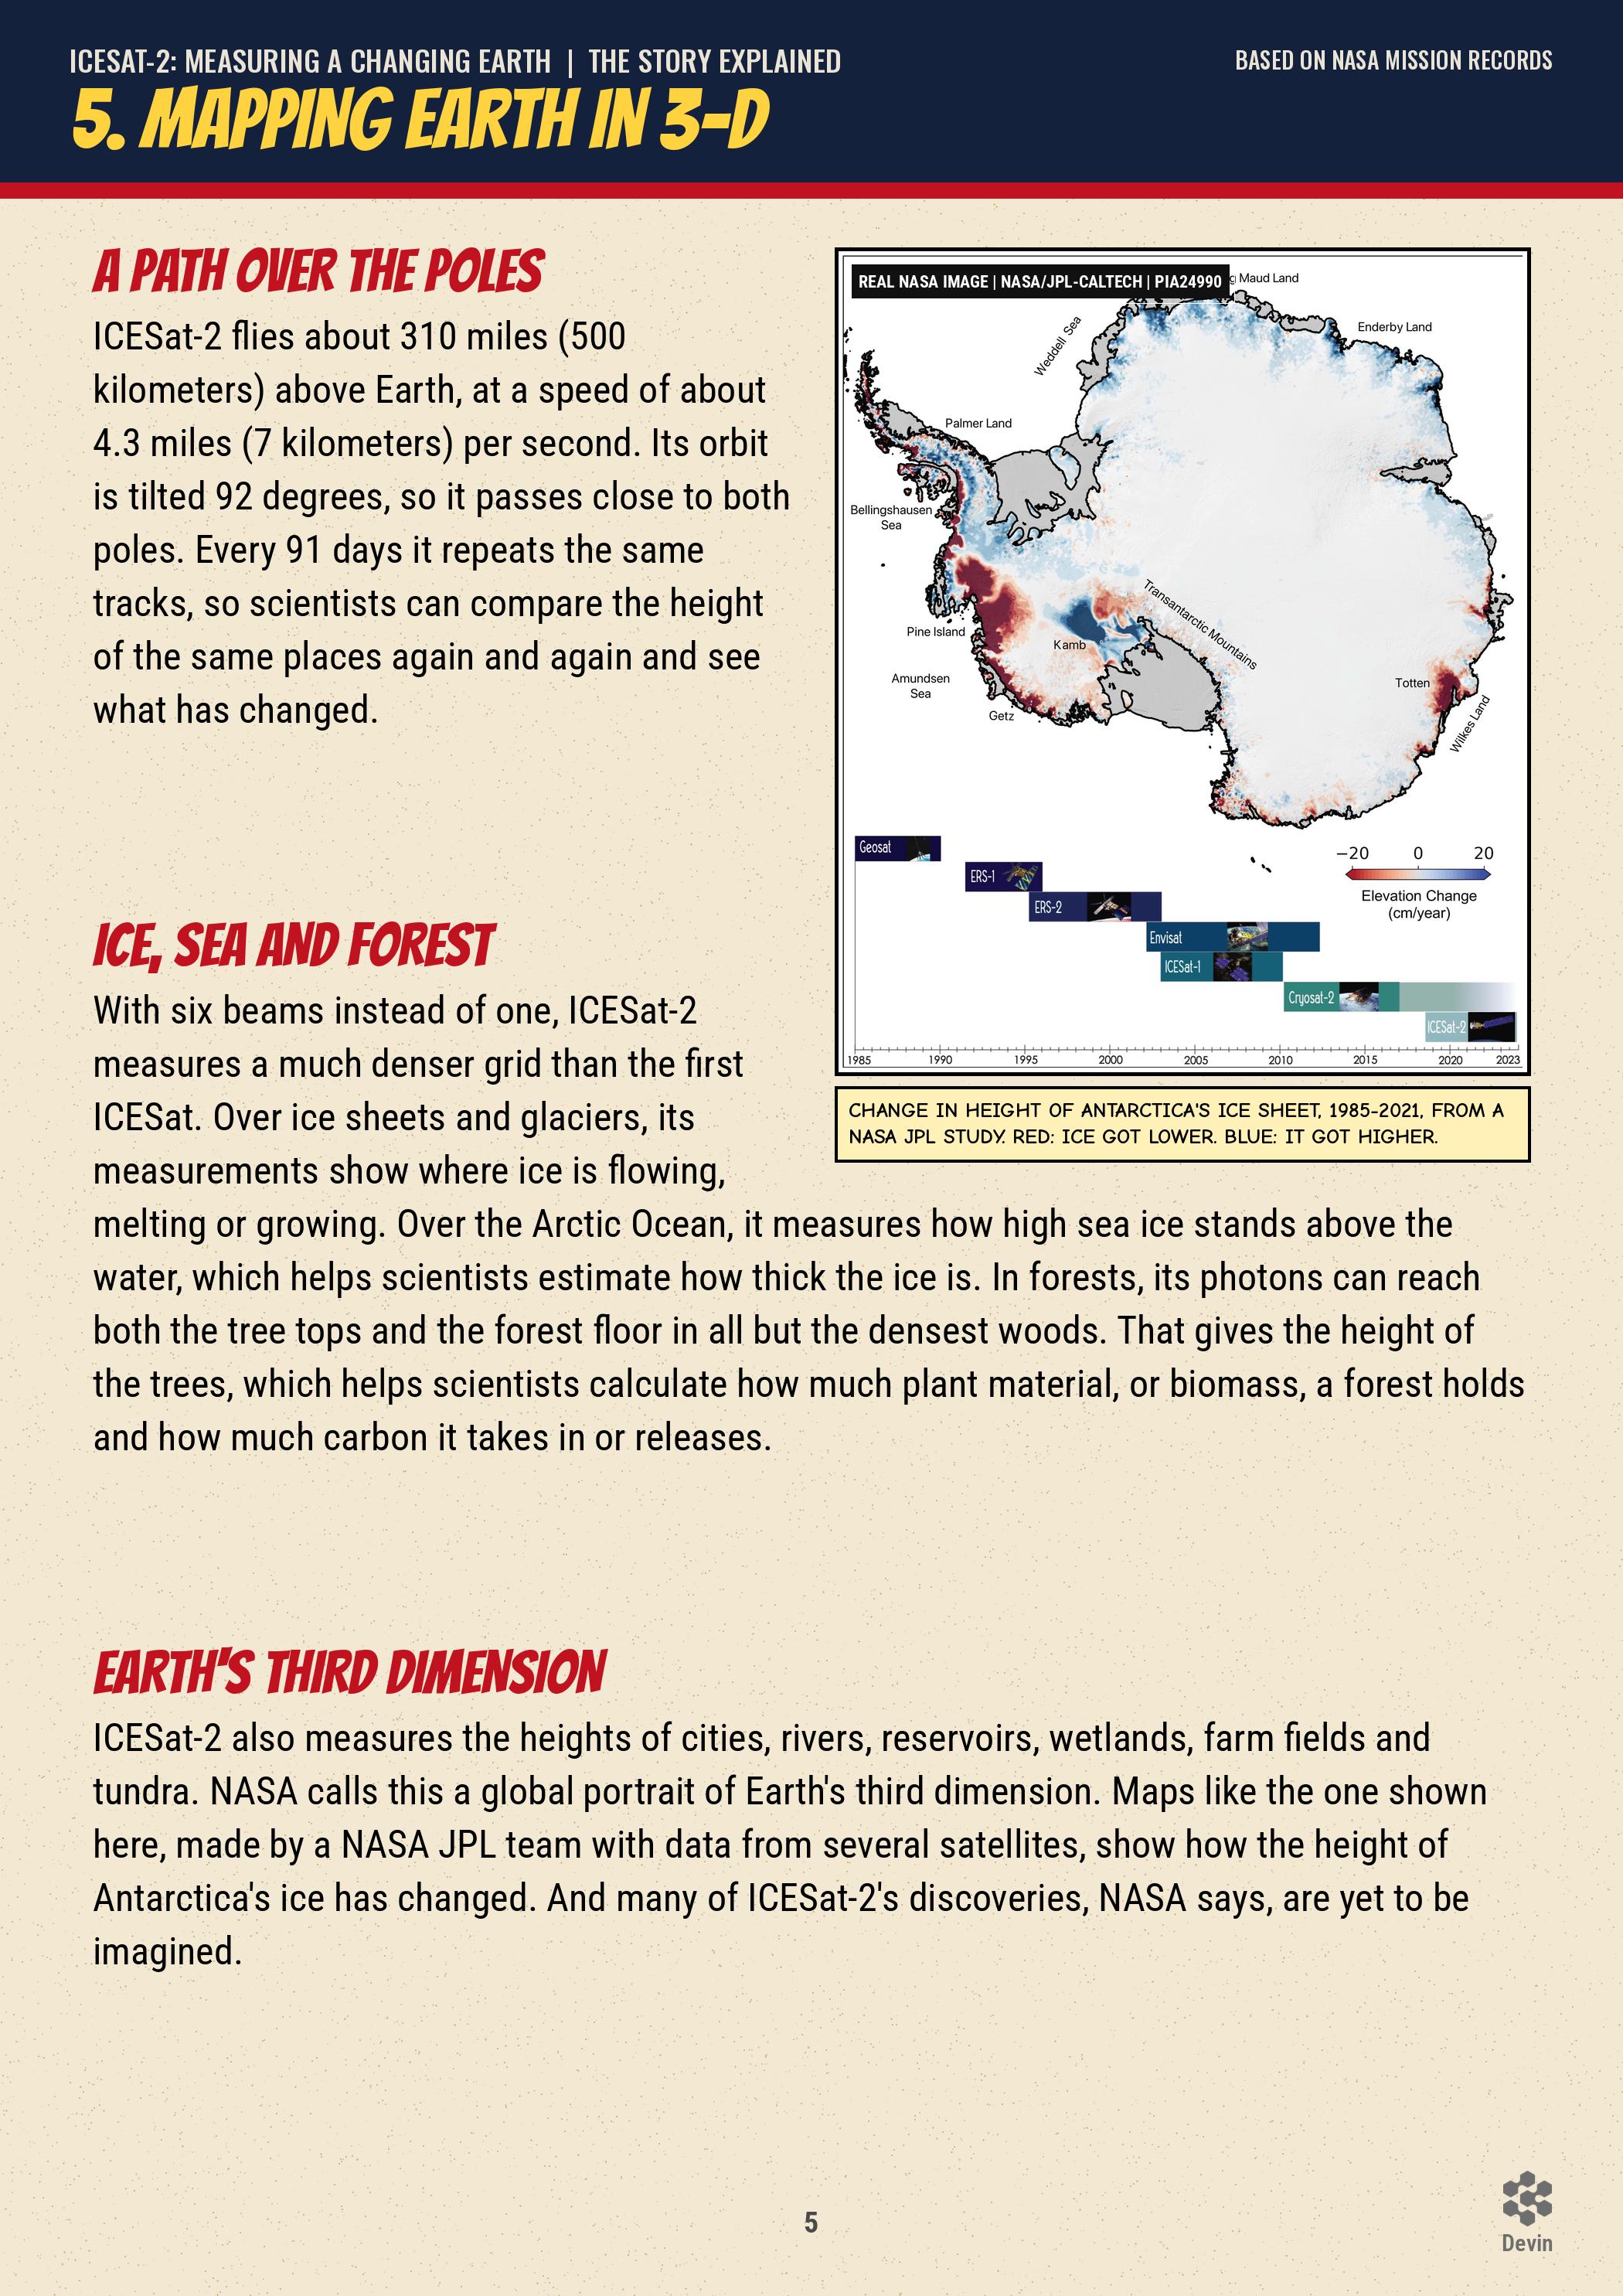 ICESAT-2: MEASURING A CHANGING EARTH | THE STORY EXPLAINED
BASED ON NASA MISSION RECORDS
5. MAPPING EARTH IN 3-D
A PATH OVER THE POLES
ICESat-2 flies about 310 miles (500
kilometers) above Earth, at a speed of about
4.3 miles (7 kilometers) per second. Its orbit
is tilted 92 degrees, so it passes close to both
poles. Every 91 days it repeats the same
tracks, so scientists can compare the height
of the same places again and again and see
what has changed.
REAL NASA IMAGE | NASA/JPL-CALTECH | PIA24990
Maud Land
Enderby Land
Weddell Sea
Palmer Land
Bellingshausen
Sea
Transantarctic Mountains
Pine Island
Kamb
Amundsen
Sea
Getz
Totten
Wilkes Land
−20 0 20
Elevation Change
(cm/year)
Geosat
ERS-1
ERS-2
Envisat
ICESat-1
Cryosat-2
ICESat-2
1985 1990 1995 2000 2005 2010 2015 2020 2023
CHANGE IN HEIGHT OF ANTARCTICA'S ICE SHEET, 1985-2021, FROM A
NASA JPL STUDY. RED: ICE GOT LOWER. BLUE: IT GOT HIGHER.
ICE, SEA AND FOREST
With six beams instead of one, ICESat-2
measures a much denser grid than the first
ICESat. Over ice sheets and glaciers, its
measurements show where ice is flowing,
melting or growing. Over the Arctic Ocean, it measures how high sea ice stands above the
water, which helps scientists estimate how thick the ice is. In forests, its photons can reach
both the tree tops and the forest floor in all but the densest woods. That gives the height of
the trees, which helps scientists calculate how much plant material, or biomass, a forest holds
and how much carbon it takes in or releases.
EARTH'S THIRD DIMENSION
ICESat-2 also measures the heights of cities, rivers, reservoirs, wetlands, farm fields and
tundra. NASA calls this a global portrait of Earth's third dimension. Maps like the one shown
here, made by a NASA JPL team with data from several satellites, show how the height of
Antarctica's ice has changed. And many of ICESat-2's discoveries, NASA says, are yet to be
imagined.
5
Devin